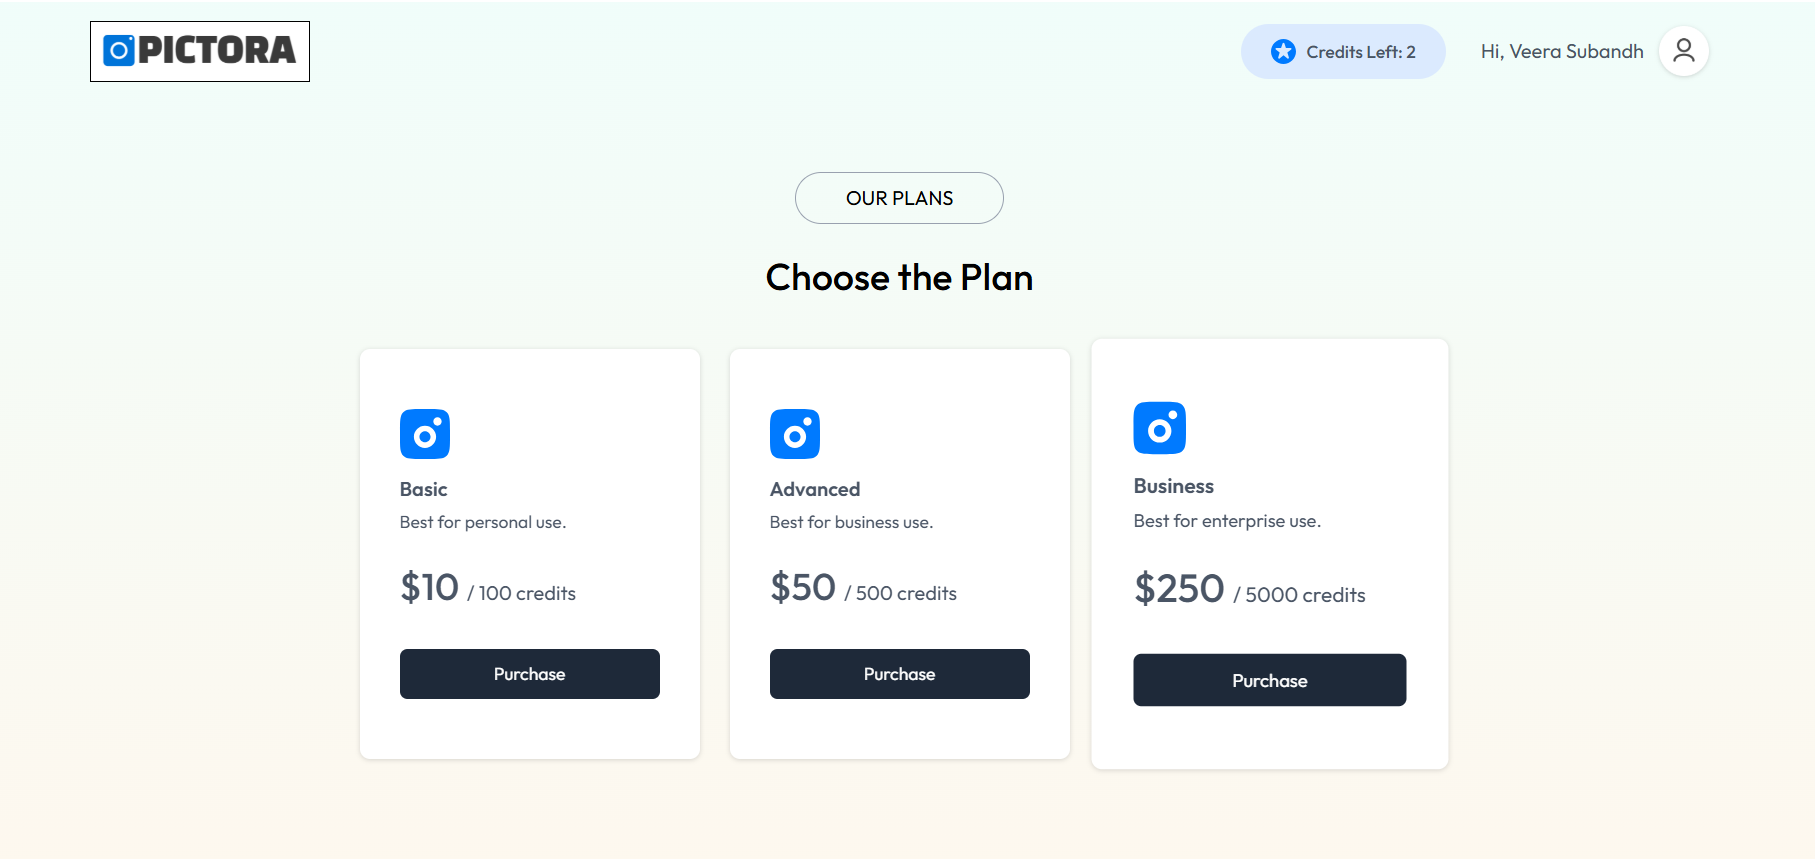 PICTORA
Credits Left: 2
Hi, Veera Subandh
OUR PLANS
Choose the Plan
Basic
Best for personal use.
$10 / 100 credits
Purchase
Advanced
Best for business use.
$50 / 500 credits
Purchase
Business
Best for enterprise use.
$250 / 5000 credits
Purchase